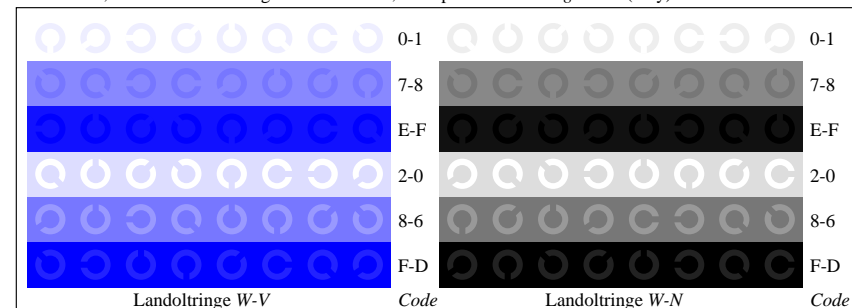 0-1 0-1
7-8 7-8
E-F E-F
2-0 2-0
8-6 8-6
F-D F-D
Landoltringe W-V Code Landoltringe W-N Code